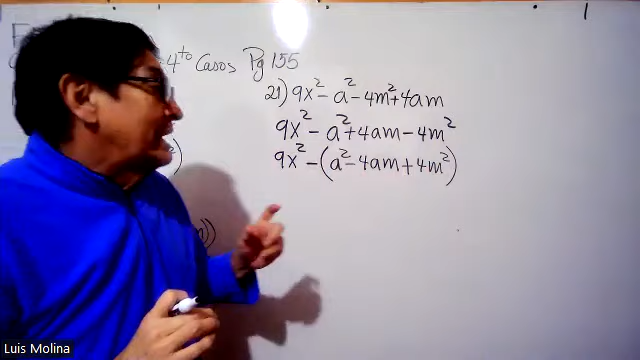 4to Casos Pg 155
21) 9x² - a² - 4m² + 4am
9x² - a² + 4am - 4m²
9x² - (a² - 4am + 4m²)
Luis Molina